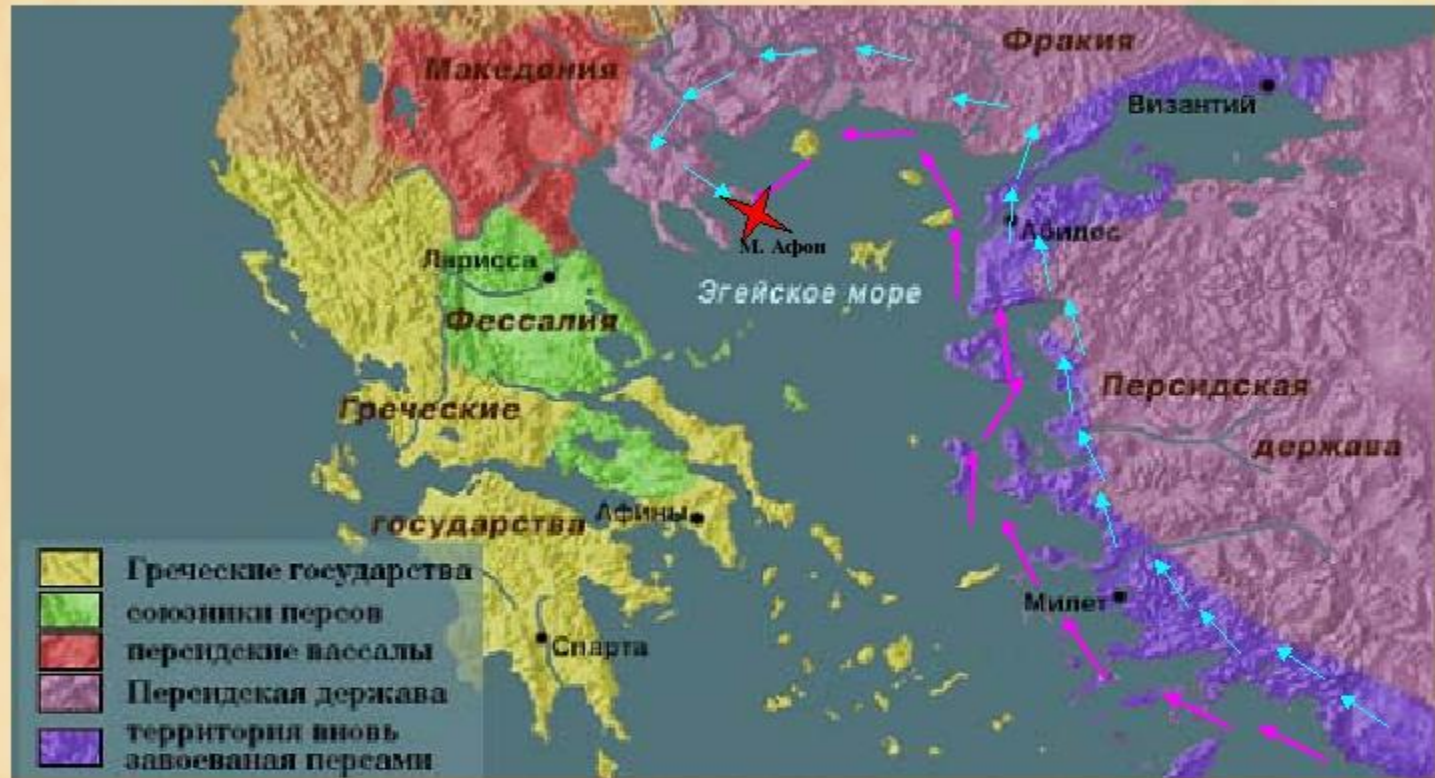 Македония
Фракия
Византий
Абидос
М. Афон
Ларисса
Эгейское море
Фессалия
Персидская
держава
Греческие
государства
Афины
Милет
Спарта
Греческие государства
союзники персов
персидские вассалы
Персидская держава
территория вновь
завоеваная персами